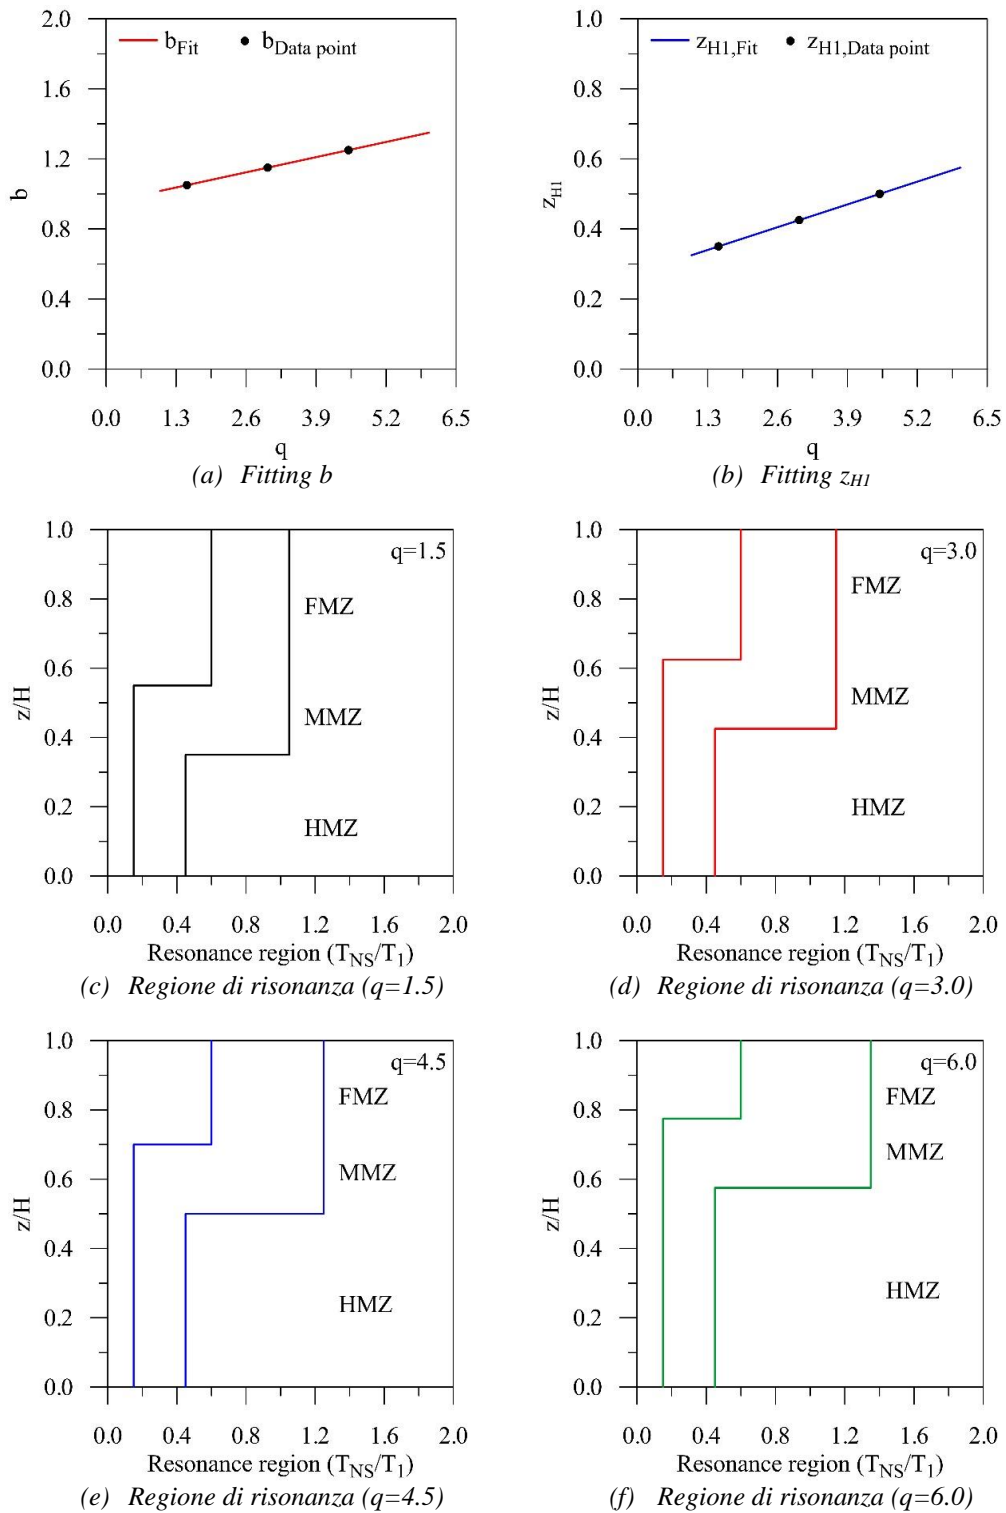 2.0
1.6
1.2
0.8
0.4
0.0
b
b_Fit
b_Data point
0.0 1.3 2.6 3.9 5.2 6.5
q
(a) Fitting b
1.0
0.8
0.6
0.4
0.2
0.0
z_H1
z_H1,Fit
z_H1,Data point
0.0 1.3 2.6 3.9 5.2 6.5
q
(b) Fitting z_H1
1.0
0.8
0.6
0.4
0.2
0.0
z/H
q=1.5
FMZ
MMZ
HMZ
0.0 0.4 0.8 1.2 1.6 2.0
Resonance region (T_NS/T_1)
(c) Regione di risonanza (q=1.5)
1.0
0.8
0.6
0.4
0.2
0.0
z/H
q=3.0
FMZ
MMZ
HMZ
0.0 0.4 0.8 1.2 1.6 2.0
Resonance region (T_NS/T_1)
(d) Regione di risonanza (q=3.0)
1.0
0.8
0.6
0.4
0.2
0.0
z/H
q=4.5
FMZ
MMZ
HMZ
0.0 0.4 0.8 1.2 1.6 2.0
Resonance region (T_NS/T_1)
(e) Regione di risonanza (q=4.5)
1.0
0.8
0.6
0.4
0.2
0.0
z/H
q=6.0
FMZ
MMZ
HMZ
0.0 0.4 0.8 1.2 1.6 2.0
Resonance region (T_NS/T_1)
(f) Regione di risonanza (q=6.0)